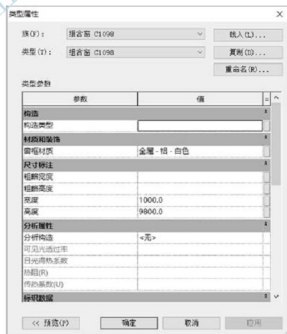 类型属性
族(F): 组合窗 C1098 载入(L)...
类型(T): 组合窗 C1098 复制(D)...
重命名(R)...
类型参数
参数 值 =
构造
构造类型
材质和装饰
窗框材质 金属 - 铝 - 白色
尺寸标注
粗略宽度
粗略高度
宽度 1000.0
高度 9800.0
分析属性
分析构造 <无>
可见光透过率
日光得热系数
热阻(R)
传热系数(U)
标识数据
<< 预览(P) 确定 取消 应用